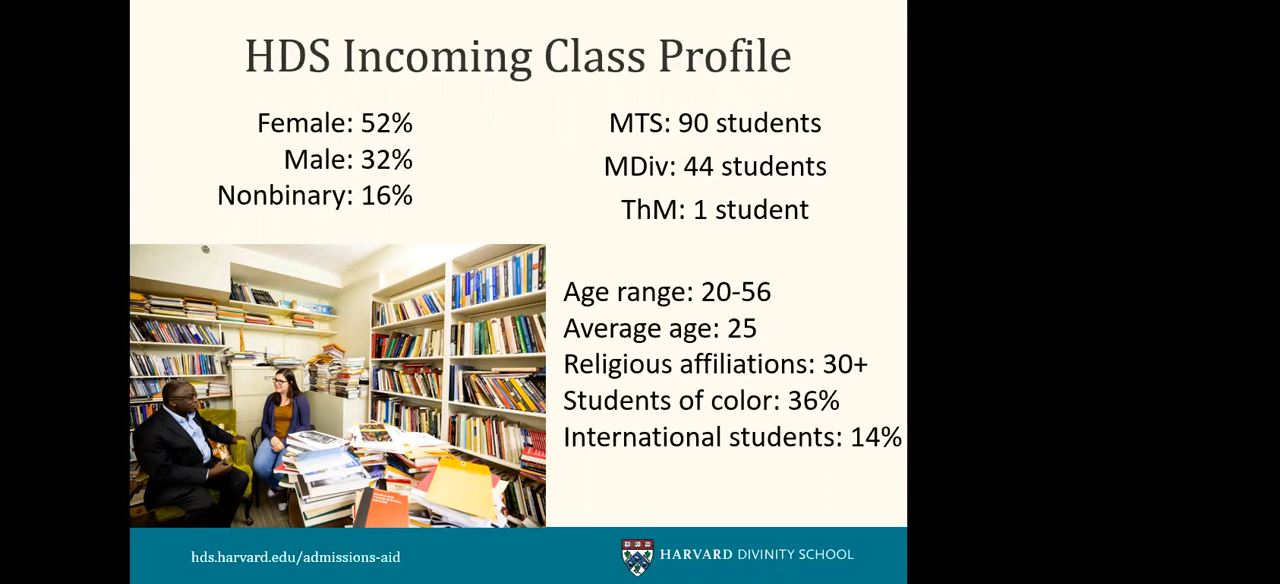 HDS Incoming Class Profile
Female: 52%
Male: 32%
Nonbinary: 16%
MTS: 90 students
MDiv: 44 students
ThM: 1 student
Age range: 20-56
Average age: 25
Religious affiliations: 30+
Students of color: 36%
International students: 14%
hds.harvard.edu/admissions-aid
HARVARD DIVINITY SCHOOL